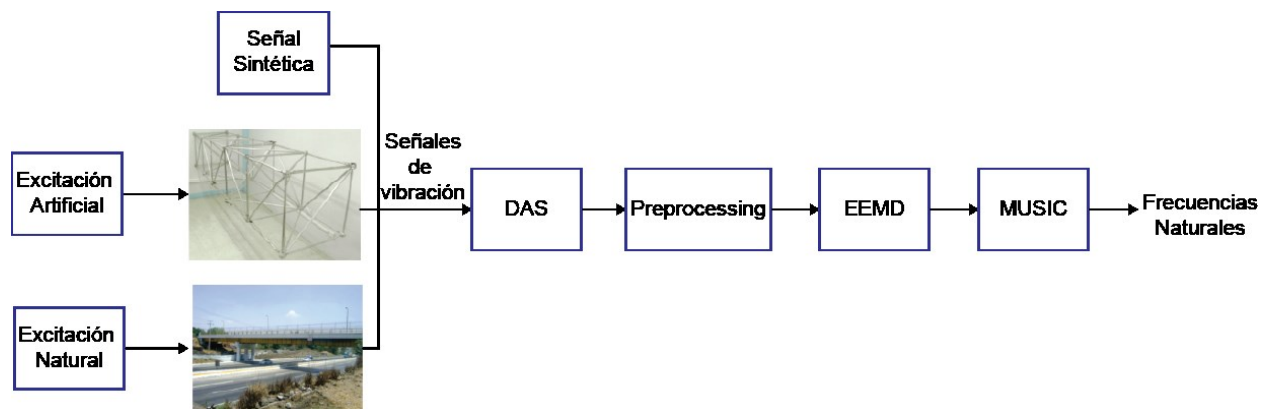 Señal
Sintética
Excitación
Artificial
Señales
de
vibración
DAS
Preprocessing
EEMD
MUSIC
Frecuencias
Naturales
Excitación
Natural